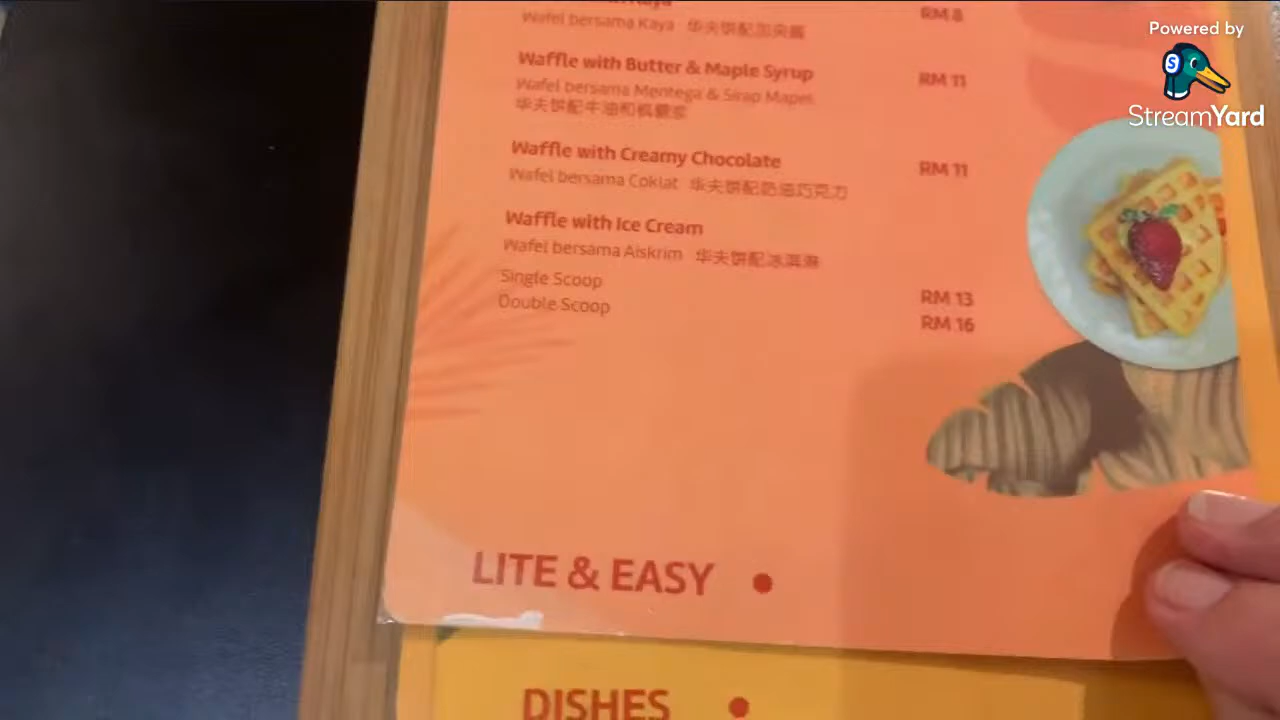 Powered by
StreamYard
Wafel bersama Kaya 华夫饼配加央酱
RM 8
Waffle with Butter & Maple Syrup
RM 11
Wafel bersama Mentega & Sirap Mapel
华夫饼配牛油和枫糖浆
Waffle with Creamy Chocolate
RM 11
Wafel bersama Coklat 华夫饼配奶油巧克力
Waffle with Ice Cream
Wafel bersama Aiskrim 华夫饼配冰淇淋
Single Scoop
RM 13
Double Scoop
RM 16
LITE & EASY
DISHES